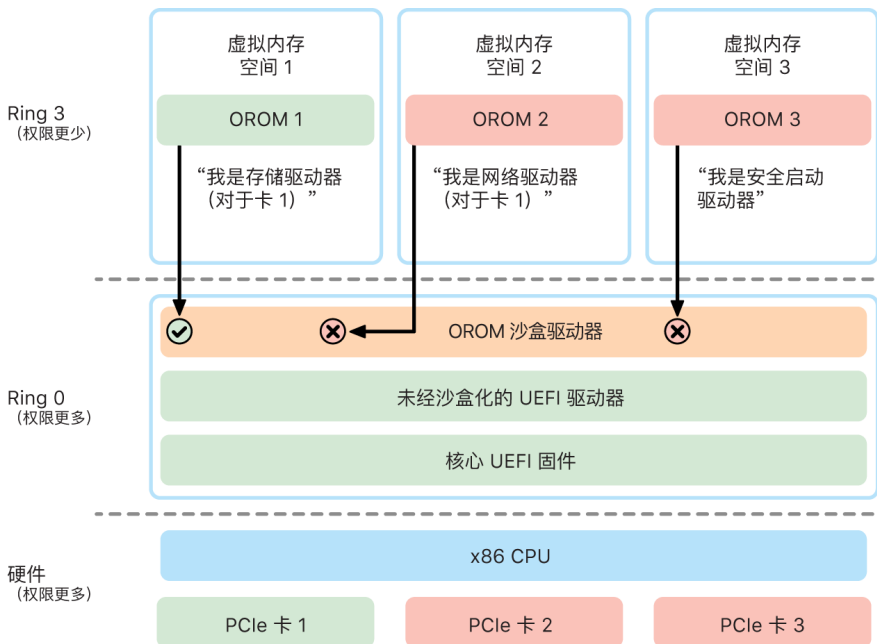 虚拟内存
空间 1
虚拟内存
空间 2
虚拟内存
空间 3
Ring 3
（权限更少）
OROM 1
OROM 2
OROM 3
“我是存储驱动器
（对于卡 1）”
“我是网络驱动器
（对于卡 1）”
“我是安全启动
驱动器”
OROM 沙盒驱动器
Ring 0
（权限更多）
未经沙盒化的 UEFI 驱动器
核心 UEFI 固件
硬件
（权限更多）
x86 CPU
PCIe 卡 1
PCIe 卡 2
PCIe 卡 3